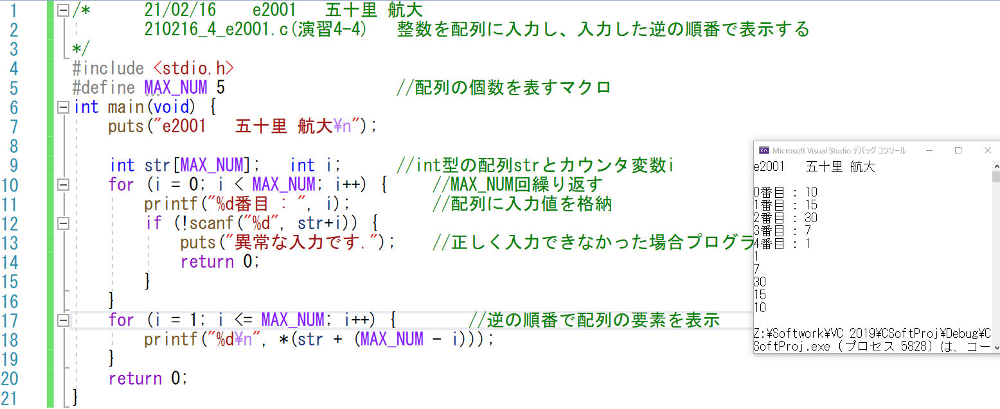 1 /* 21/02/16 e2001 五十里 航大
2 210216_4_e2001.c(演習4-4) 整数を配列に入力し、入力した逆の順番で表示する
3 */
4 #include <stdio.h>
5 #define MAX_NUM 5 //配列の個数を表すマクロ
6 int main(void) {
7 puts("e2001 五十里 航大¥n");
8
9 int str[MAX_NUM]; int i; //int型の配列strとカウンタ変数i
10 for (i = 0; i < MAX_NUM; i++) { //MAX_NUM回繰り返す
11 printf("%d番目 : ", i); //配列に入力値を格納
12 if (!scanf("%d", str+i)) {
13 puts("異常な入力です."); //正しく入力できなかった場合プログラ
14 return 0;
15 }
16 }
17 for (i = 1; i <= MAX_NUM; i++) { //逆の順番で配列の要素を表示
18 printf("%d¥n", *(str + (MAX_NUM - i)));
19 }
20 return 0;
21 }
Microsoft Visual Studio デバッグ コンソール
e2001 五十里 航大
0番目 : 10
1番目 : 15
2番目 : 30
3番目 : 7
4番目 : 1
1
7
30
15
10
Z:¥Softwork¥VC 2019¥CSoftProj¥Debug¥C
SoftProj.exe (プロセス 5828) は、コー